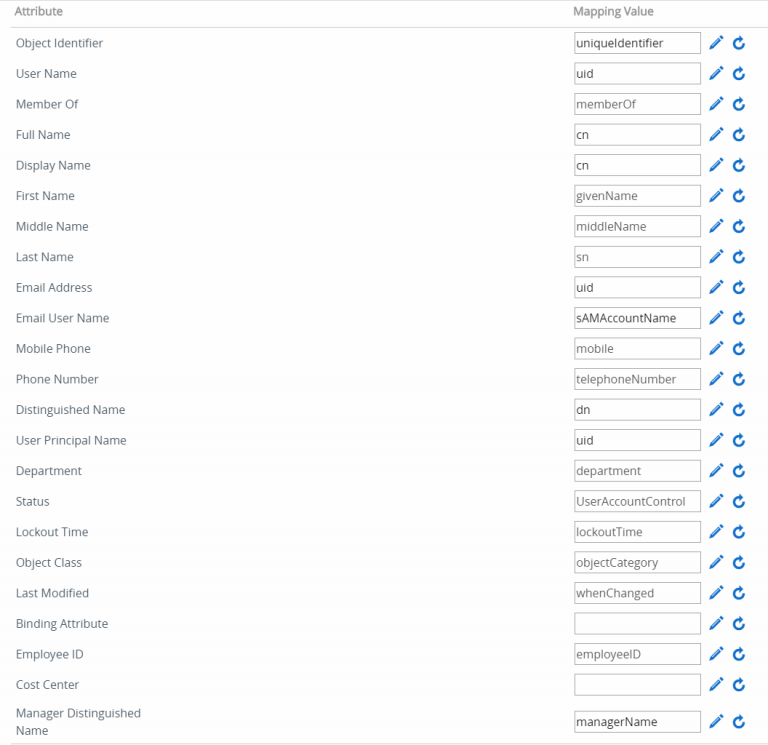 Attribute Mapping Value
Object Identifier uniqueIdentifier
User Name uid
Member Of memberOf
Full Name cn
Display Name cn
First Name givenName
Middle Name middleName
Last Name sn
Email Address uid
Email User Name sAMAccountName
Mobile Phone mobile
Phone Number telephoneNumber
Distinguished Name dn
User Principal Name uid
Department department
Status UserAccountControl
Lockout Time lockoutTime
Object Class objectCategory
Last Modified whenChanged
Binding Attribute
Employee ID employeeID
Cost Center
Manager Distinguished
Name managerName